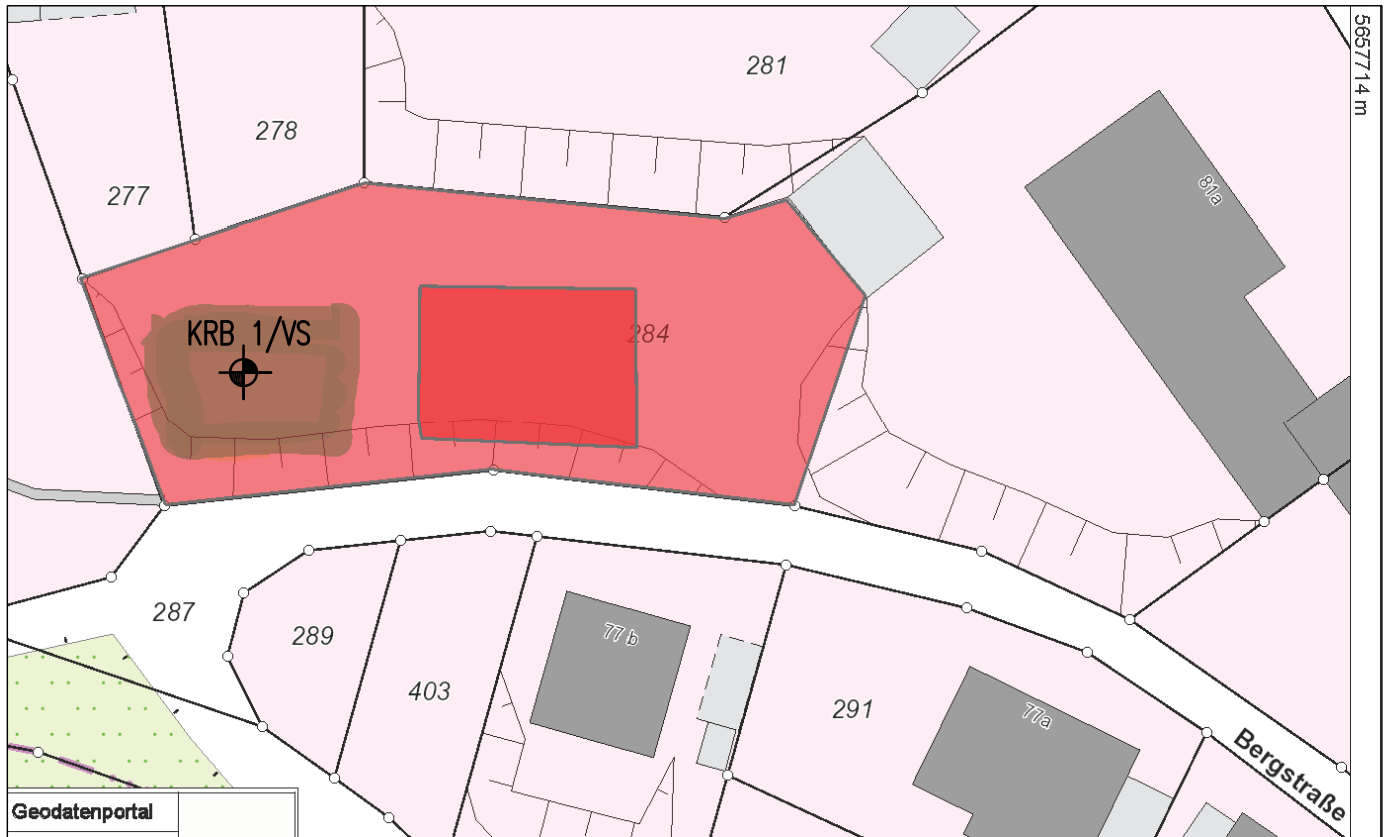 5657714 m
281
278
277
81a
284
KRB 1/VS
287
289
77 b
403
291
77a
Bergstraße
Geodatenportal